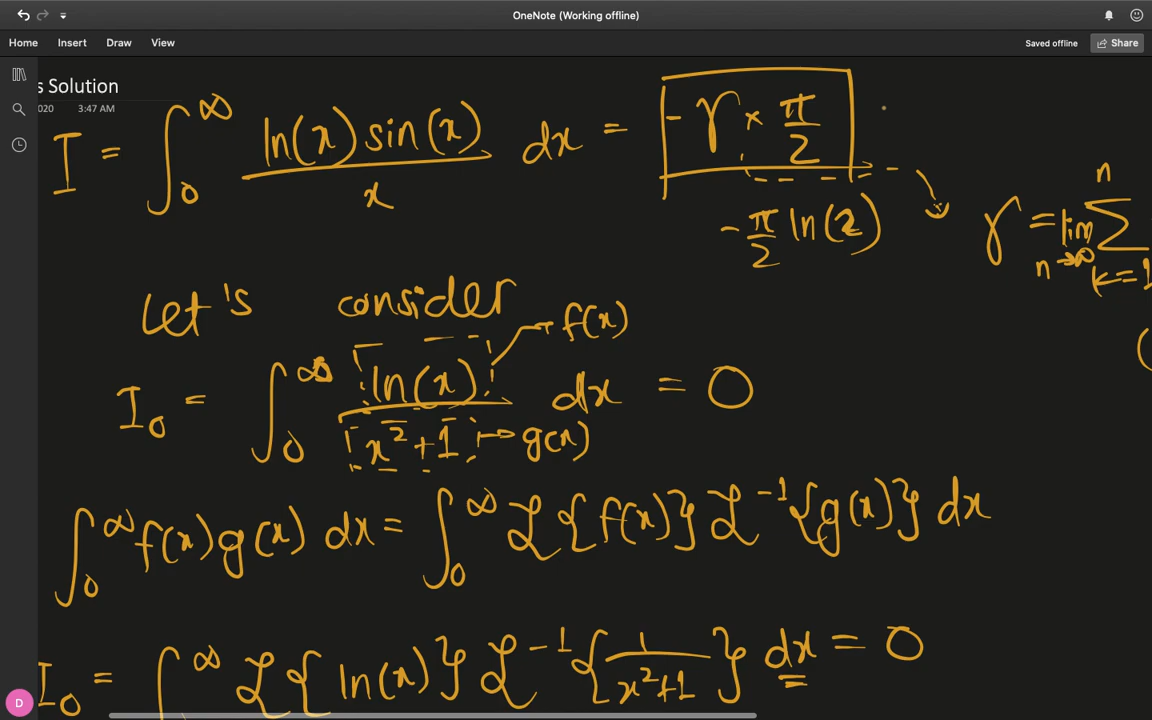 OneNote (Working offline)
Home Insert Draw View
Saved offline Share
s Solution
020 3:47 AM
I = ∫₀^∞ ln(x) sin(x) / x dx = - γ × π/2
- π/2 ln(2)
γ = lim n→∞ Σ n k=1
(
Let's consider
f(x)
I₀ = ∫₀^∞ ln(x) / x² + 1 dx = 0
g(x)
∫₀^∞ f(x) g(x) dx = ∫₀^∞ ℒ{f(x)} ℒ⁻¹{g(x)} dx
I₀ = ∫^∞ ℒ{ln(x)} ℒ⁻¹{1/x²+1} dx = 0
D